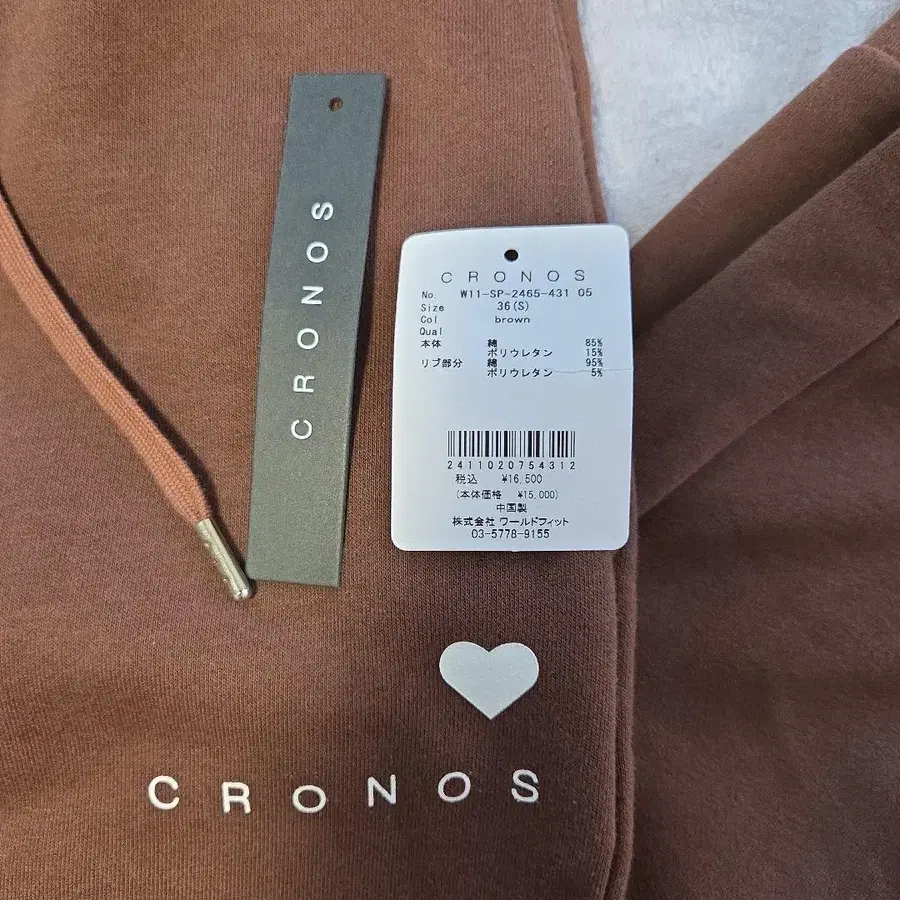 CRONOS
CRONOS
No. W11-SP-2465-431 05
Size 36(S)
Col brown
Qual
本体 綿 85%
ポリウレタン 15%
リブ部分 綿 95%
ポリウレタン 5%
2411020754312
税込 ¥16,500
(本体価格 ¥15,000)
中国製
株式会社 ワールドフィット
03-5778-9155
CRONOS